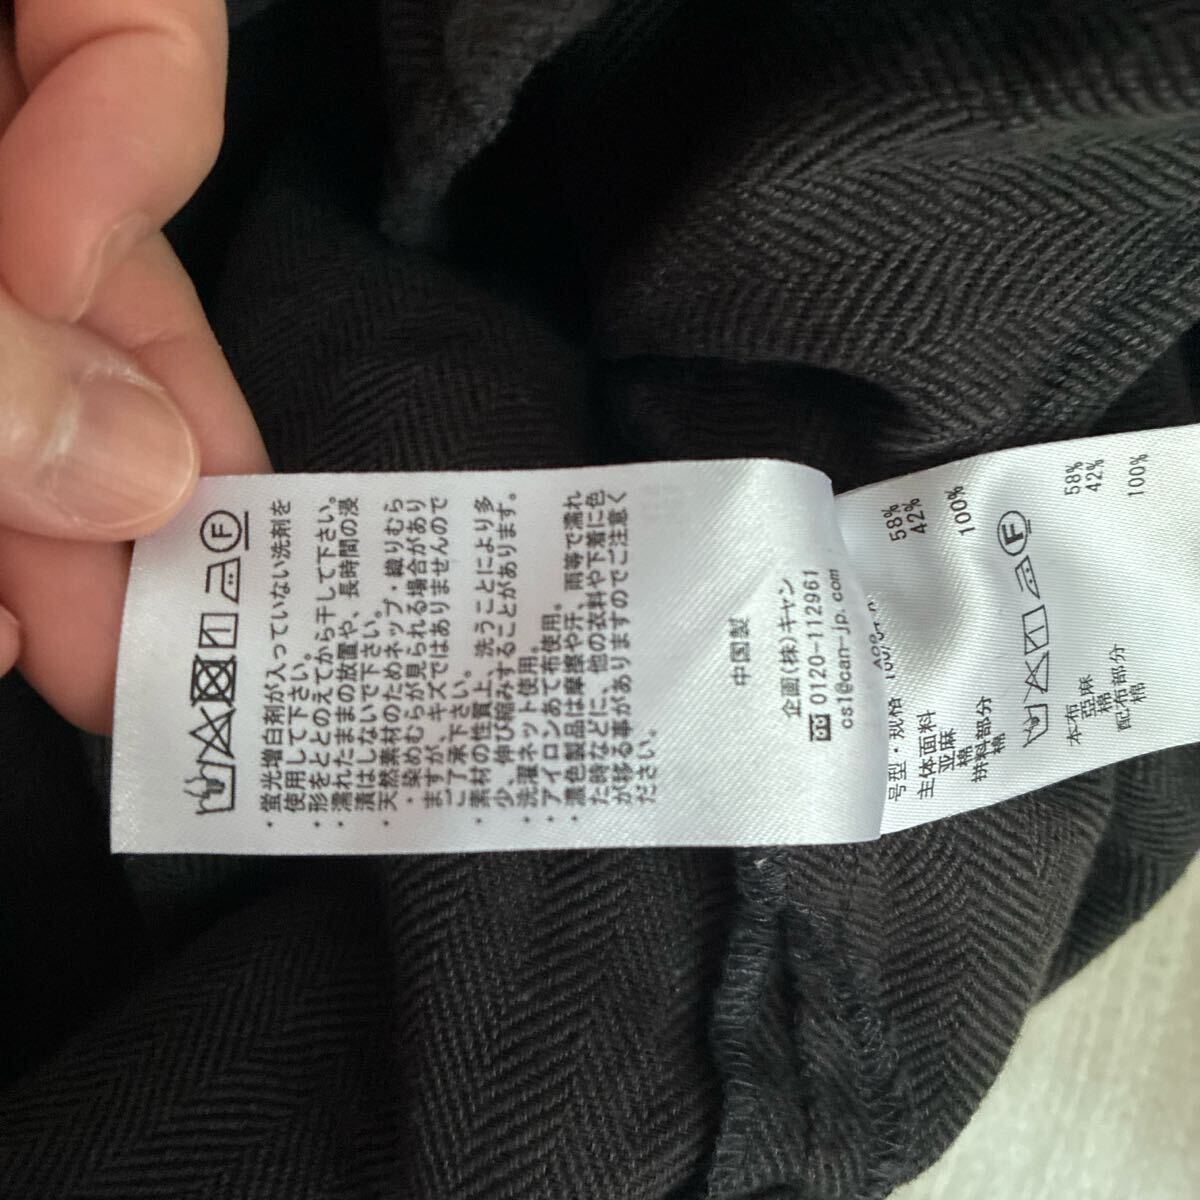 Ⓕ
・蛍光増白剤が入っていない洗剤を
使用して下さい。
・形をととのえてから干して下さい。
・濡れたままの放置や、長時間の浸
漬はしないで下さい。
・天然素材のためネップ・織りむら
・染めむらが見られる場合があり
ますが、キズではありませんので
ご了承下さい。
・素材の性質上、洗うことにより多
少、伸び縮みすることがあります。
・洗濯ネット使用。
・アイロンあて布使用。
・濃色製品は摩擦や汗、雨等で濡れ
た時などに、他の衣料や下着に色
が移る事がありますのでご注意く
ださい。
中国製
企画(株)キャン
0120-112961
cs1@can-jp.com
号型・规格
主体面料
亚麻 58%
棉 42%
拼料部分
棉 100%
Ⓕ
本布
亞麻 58%
棉 42%
配布部分
棉 100%